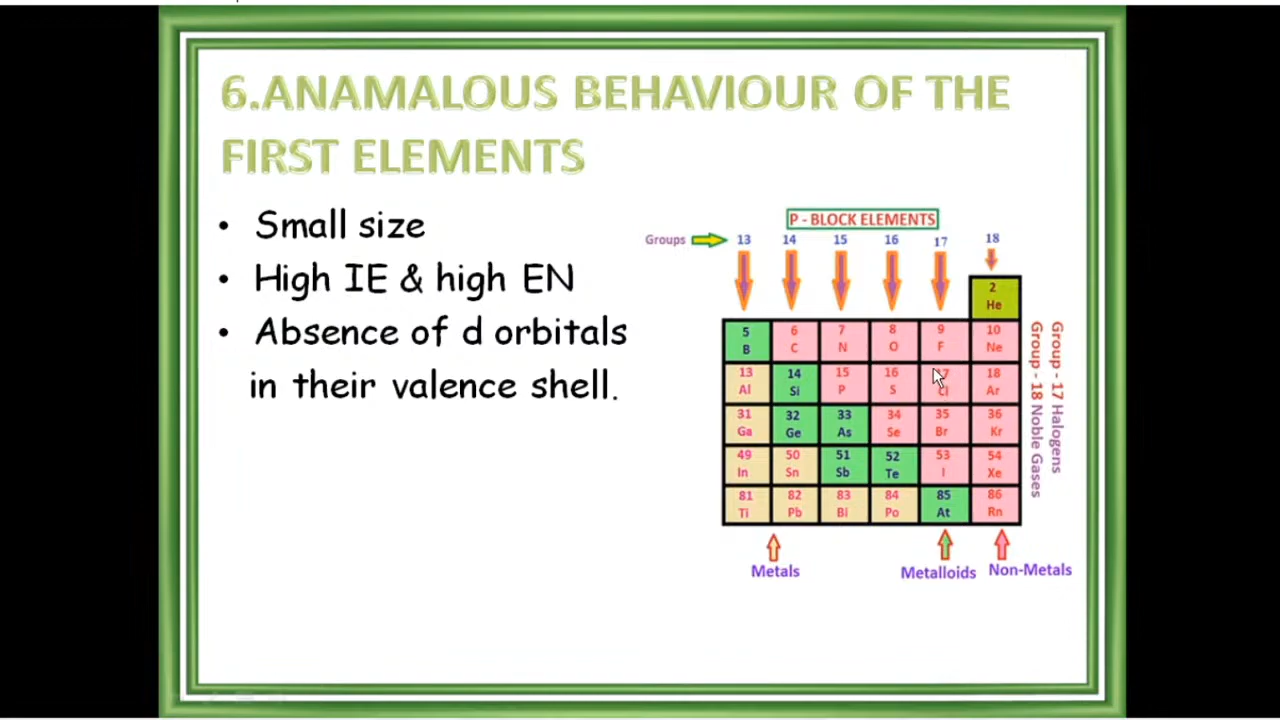 6.ANAMALOUS BEHAVIOUR OF THE
FIRST ELEMENTS
• Small size
• High IE & high EN
• Absence of d orbitals
in their valence shell.
P - BLOCK ELEMENTS
Groups 13 14 15 16 17 18
2
He
5 6 7 8 9 10
B C N O F Ne
13 14 15 16 17 18
Al Si P S Cl Ar
31 32 33 34 35 36
Ga Ge As Se Br Kr
49 50 51 52 53 54
In Sn Sb Te I Xe
81 82 83 84 85 86
Ti Pb Bi Po At Rn
Group - 17 Halogens
Group - 18 Noble Gases
Metals
Metalloids
Non-Metals